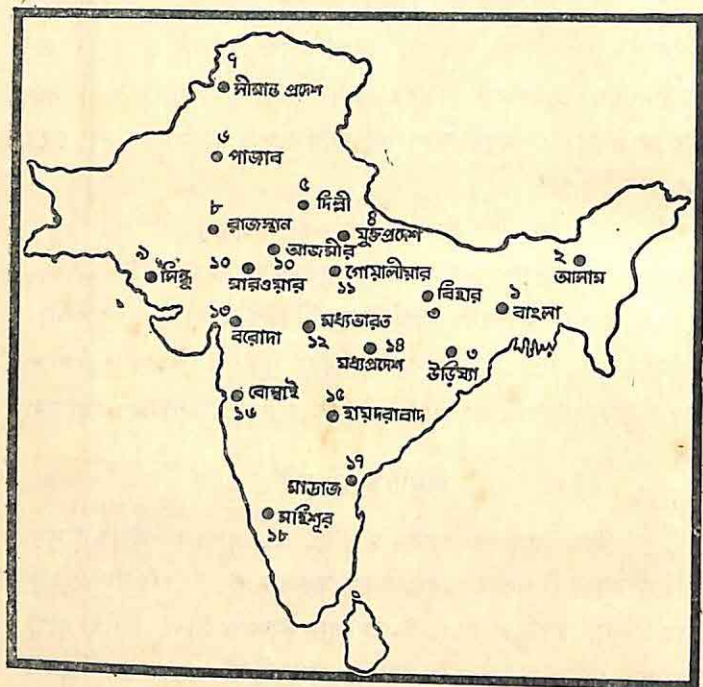 ৭
সীমান্ত প্রদেশ
৬
পাঞ্জাব
৫
দিল্লী
৮
রাজস্থান
৪
যুক্তপ্রদেশ
আজমীর
১০
৯
সিন্ধু
১০
মারওয়ার
গোয়ালীয়ার
১১
২
আসাম
বিহার
৩
১
বাংলা
১৩
বরোদা
মধ্যভারত
১২
১৪
মধ্যপ্রদেশ
৩
উড়িষ্যা
বোম্বাই
১৬
১৫
হায়দরাবাদ
১৭
মাদ্রাজ
মহীশূর
১৮